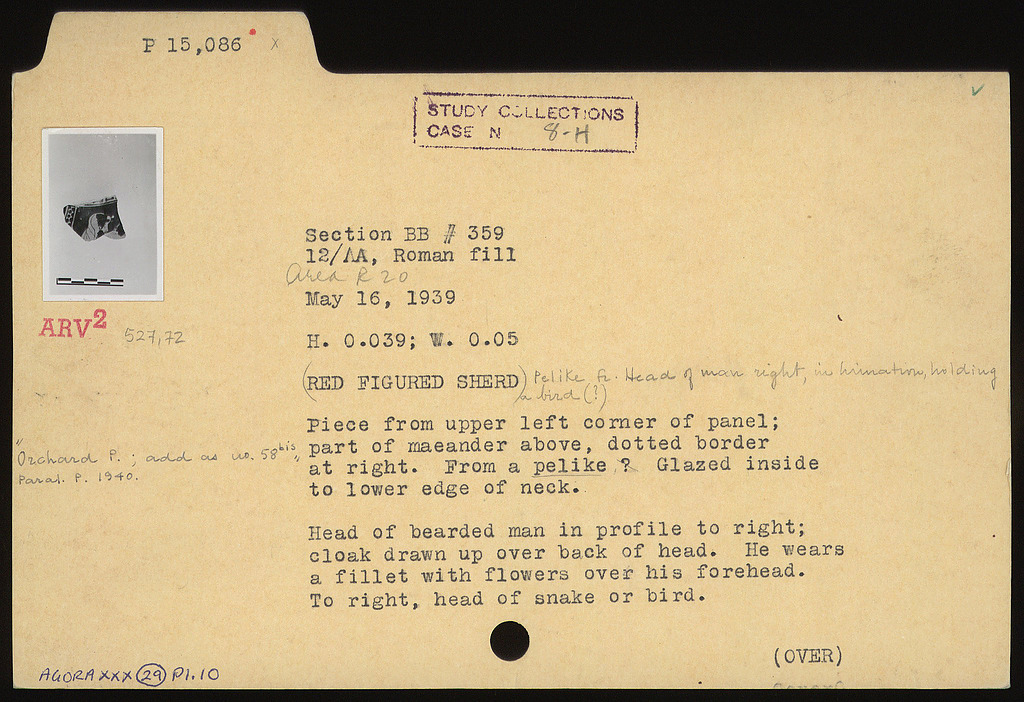 P 15,086 x
STUDY COLLECTIONS
CASE N 8-H
Section BB # 359
12/ΛΑ, Roman fill
Area R 20
May 16, 1939
ARV2 527,72
H. 0.039; W. 0.05
(RED FIGURED SHERD) Pelike fr. Head of man right, in himation, holding
a bird (?)
Piece from upper left corner of panel;
part of maeander above, dotted border
at right. From a pelike ? Glazed inside
to lower edge of neck.
"Orchard P.; add as no. 58bis,"
Paral. P. 1940.
Head of bearded man in profile to right;
cloak drawn up over back of head. He wears
a fillet with flowers over his forehead.
To right, head of snake or bird.
(OVER)
AGORA XXX 29 Pl. 10